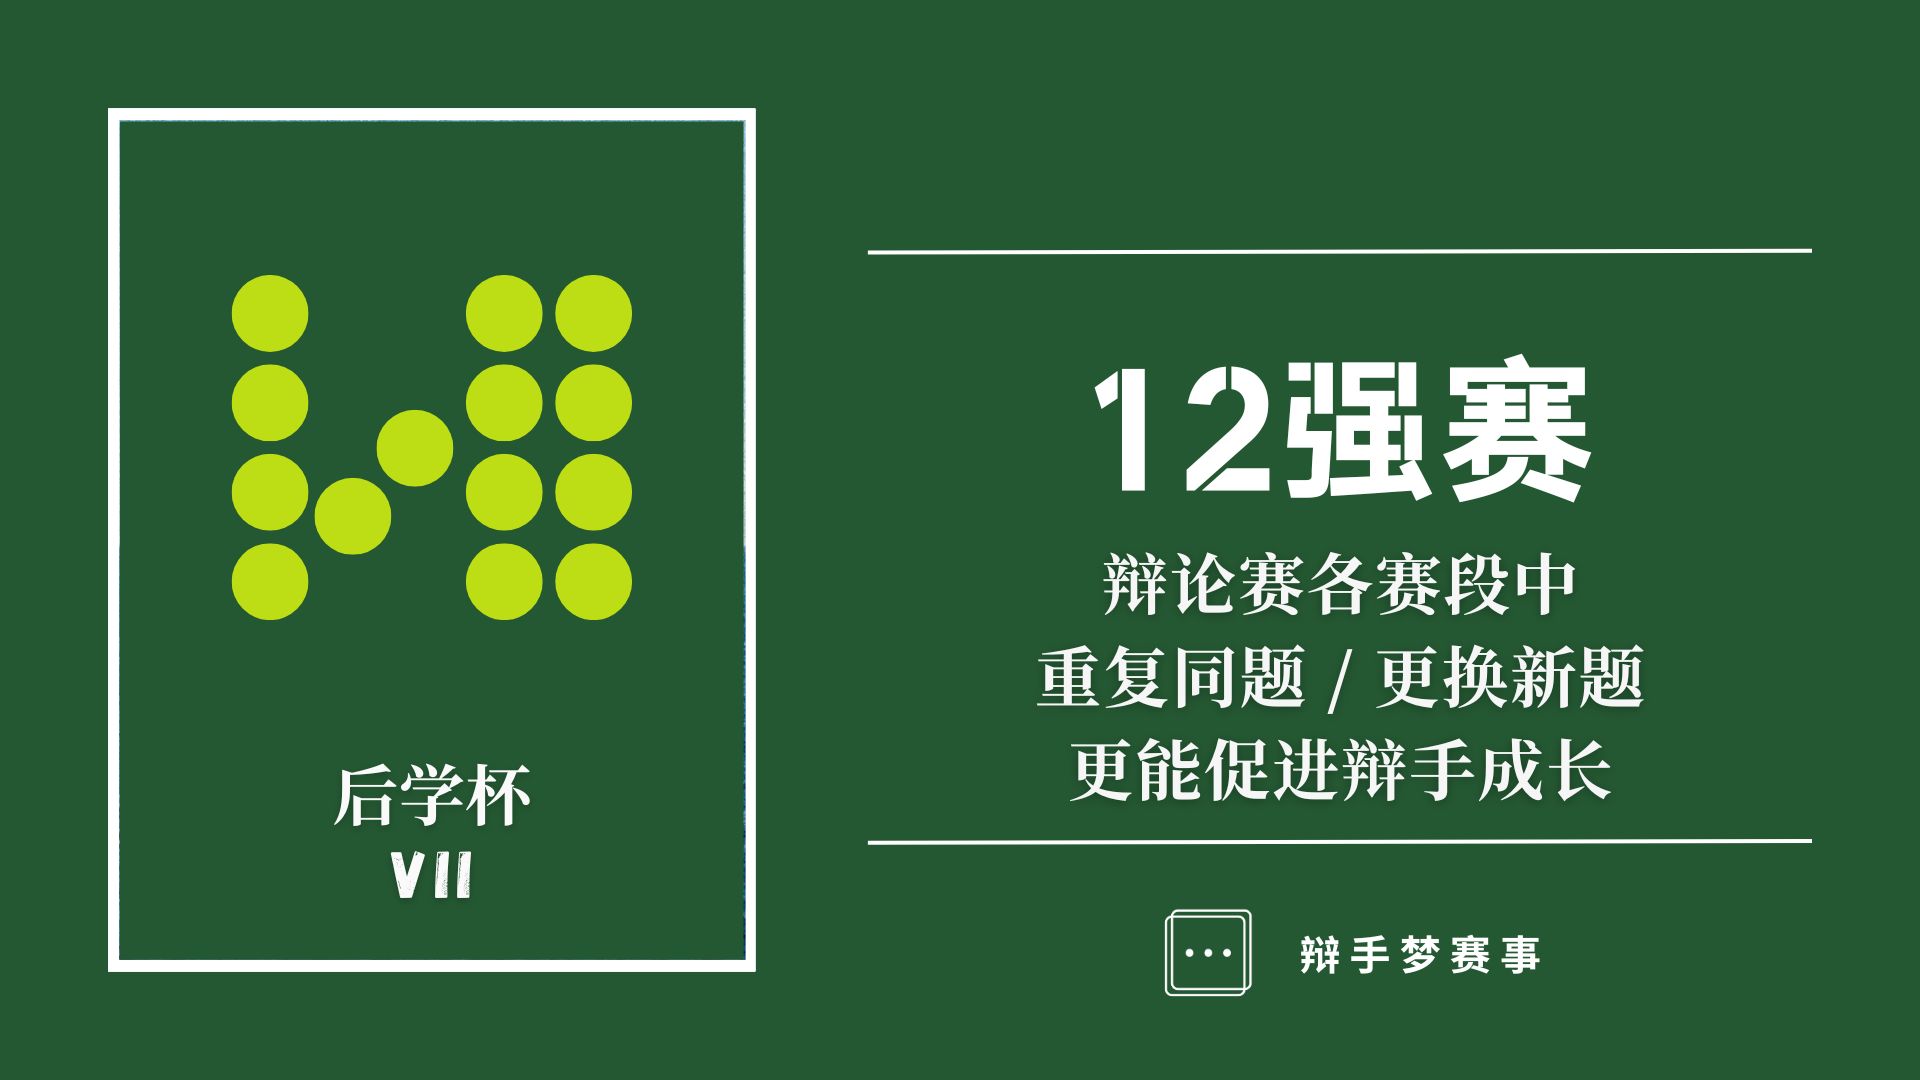 后学杯
VII
12强赛
辩论赛各赛段中
重复同题 / 更换新题
更能促进辩手成长
辩手梦赛事